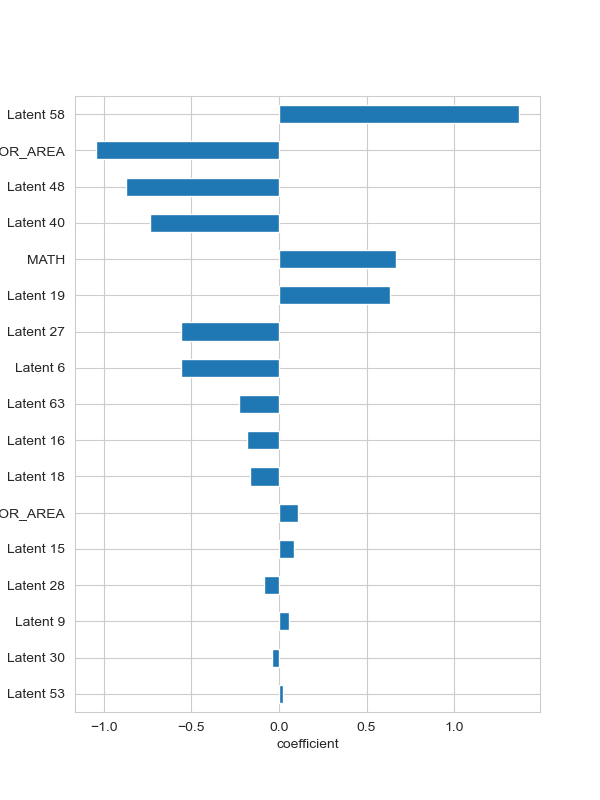 Latent 58
OR_AREA
Latent 48
Latent 40
MATH
Latent 19
Latent 27
Latent 6
Latent 63
Latent 16
Latent 18
OR_AREA
Latent 15
Latent 28
Latent 9
Latent 30
Latent 53
−1.0 −0.5 0.0 0.5 1.0
coefficient